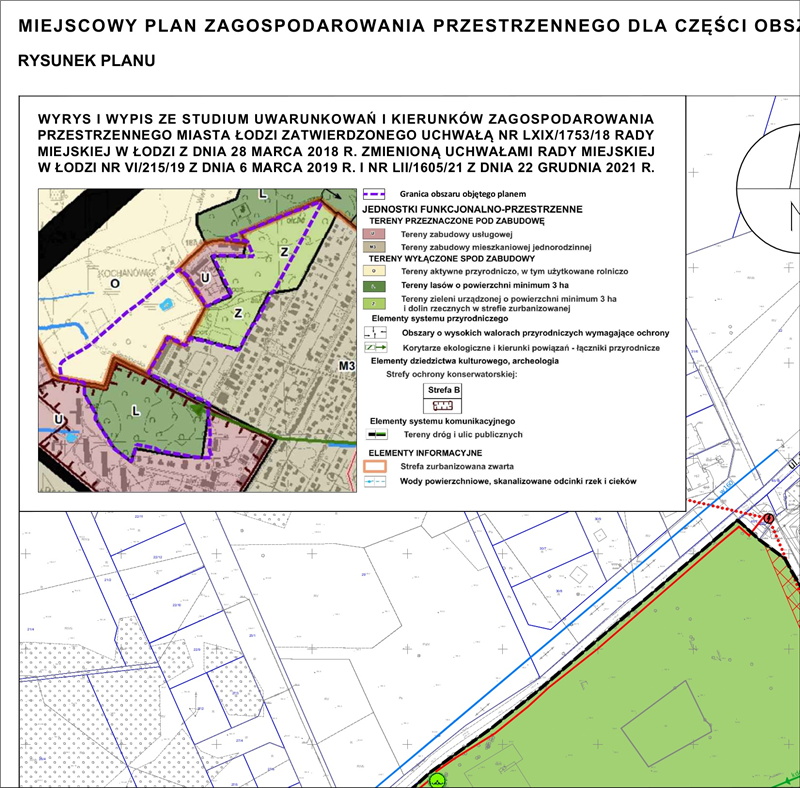 MIEJSCOWY PLAN ZAGOSPODAROWANIA PRZESTRZENNEGO DLA CZĘŚCI OBSZ
RYSUNEK PLANU
WYRYS I WYPIS ZE STUDIUM UWARUNKOWAŃ I KIERUNKÓW ZAGOSPODAROWANIA
PRZESTRZENNEGO MIASTA ŁODZI ZATWIERDZONEGO UCHWAŁĄ NR LXIX/1753/18 RADY
MIEJSKIEJ W ŁODZI Z DNIA 28 MARCA 2018 R. ZMIENIONĄ UCHWAŁAMI RADY MIEJSKIEJ
W ŁODZI NR VI/215/19 Z DNIA 6 MARCA 2019 R. I NR LII/1605/21 Z DNIA 22 GRUDNIA 2021 R.
L
Z
KOCHANÓWKA
O
U
Z
M3
L
U
Granica obszaru objętego planem
JEDNOSTKI FUNKCJONALNO-PRZESTRZENNE
TERENY PRZEZNACZONE POD ZABUDOWĘ
Tereny zabudowy usługowej
Tereny zabudowy mieszkaniowej jednorodzinnej
TERENY WYŁĄCZONE SPOD ZABUDOWY
Tereny aktywne przyrodniczo, w tym użytkowane rolniczo
Tereny lasów o powierzchni minimum 3 ha
Tereny zieleni urządzonej o powierzchni minimum 3 ha
i dolin rzecznych w strefie zurbanizowanej
Elementy systemu przyrodniczego
Obszary o wysokich walorach przyrodniczych wymagające ochrony
Korytarze ekologiczne i kierunki powiązań - łączniki przyrodnicze
Elementy dziedzictwa kulturowego, archeologia
Strefy ochrony konserwatorskiej:
Strefa B
Elementy systemu komunikacyjnego
Tereny dróg i ulic publicznych
ELEMENTY INFORMACYJNE
Strefa zurbanizowana zwarta
Wody powierzchniowe, skanalizowane odcinki rzek i cieków
N
ul